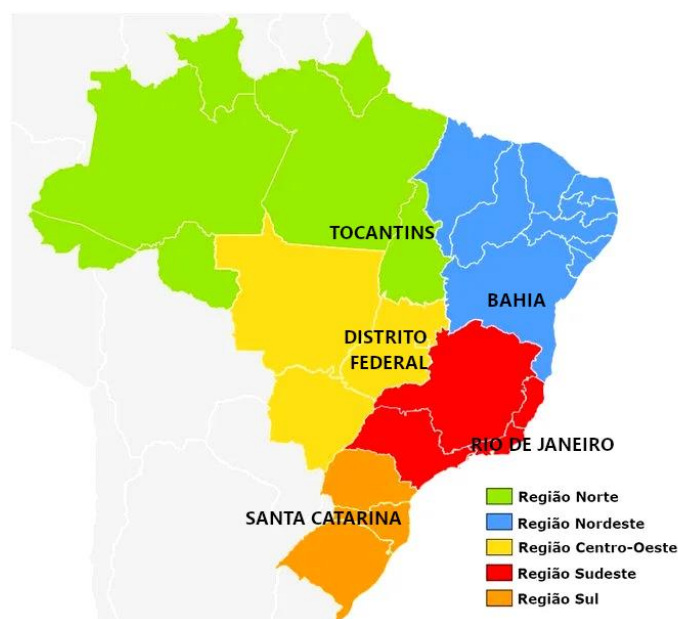 TOCANTINS
BAHIA
DISTRITO
FEDERAL
RIO DE JANEIRO
SANTA CATARINA
Região Norte
Região Nordeste
Região Centro-Oeste
Região Sudeste
Região Sul